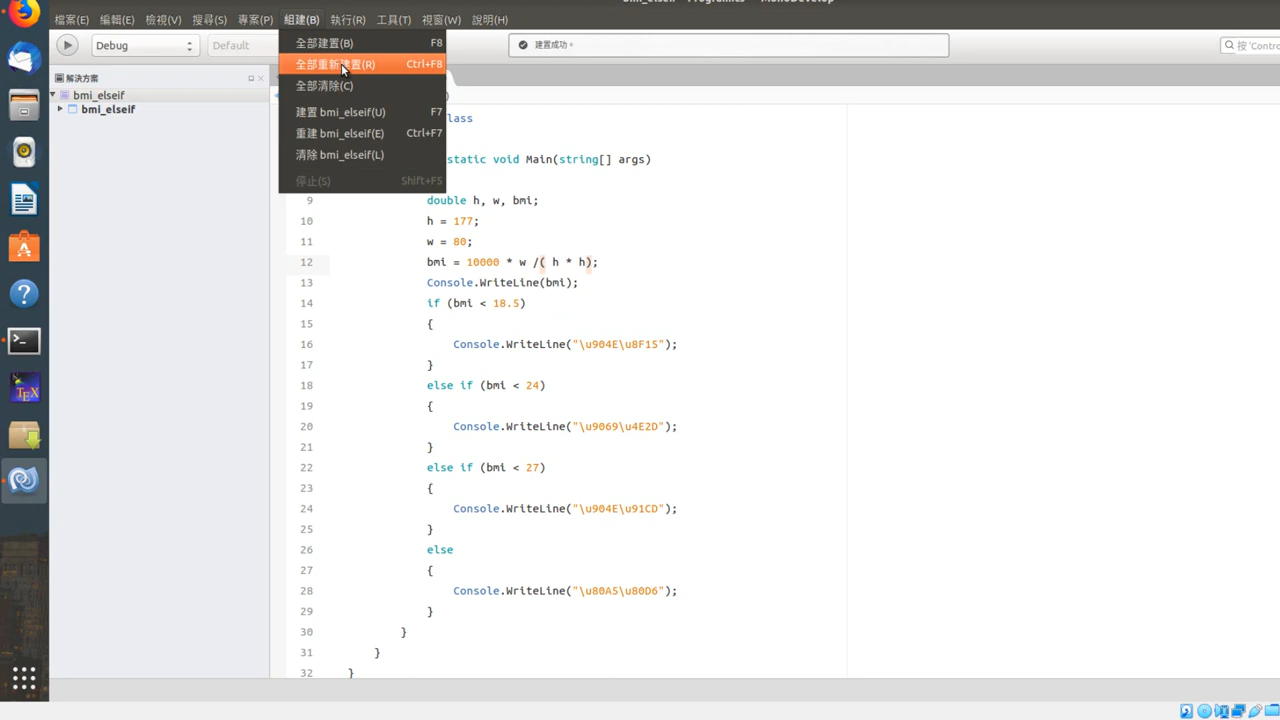 檔案(E) 編輯(E) 檢視(V) 搜尋(S) 專案(P) 組建(B) 執行(R) 工具(T) 視窗(W) 說明(H)
Debug Default 建置成功。 按 'Contro
全部建置(B) F8
全部重新建置(R) Ctrl+F8
全部清除(C)
建置 bmi_elseif(U) F7
重建 bmi_elseif(E) Ctrl+F7
清除 bmi_elseif(L)
停止(S) Shift+F5
解決方案
bmi_elseif
bmi_elseif
lass
static void Main(string[] args)
9 double h, w, bmi;
10 h = 177;
11 w = 80;
12 bmi = 10000 * w /( h * h);
13 Console.WriteLine(bmi);
14 if (bmi < 18.5)
15 {
16 Console.WriteLine("\u904E\u8F15");
17 }
18 else if (bmi < 24)
19 {
20 Console.WriteLine("\u9069\u4E2D");
21 }
22 else if (bmi < 27)
23 {
24 Console.WriteLine("\u904E\u91CD");
25 }
26 else
27 {
28 Console.WriteLine("\u80A5\u80D6");
29 }
30 }
31 }
32 }